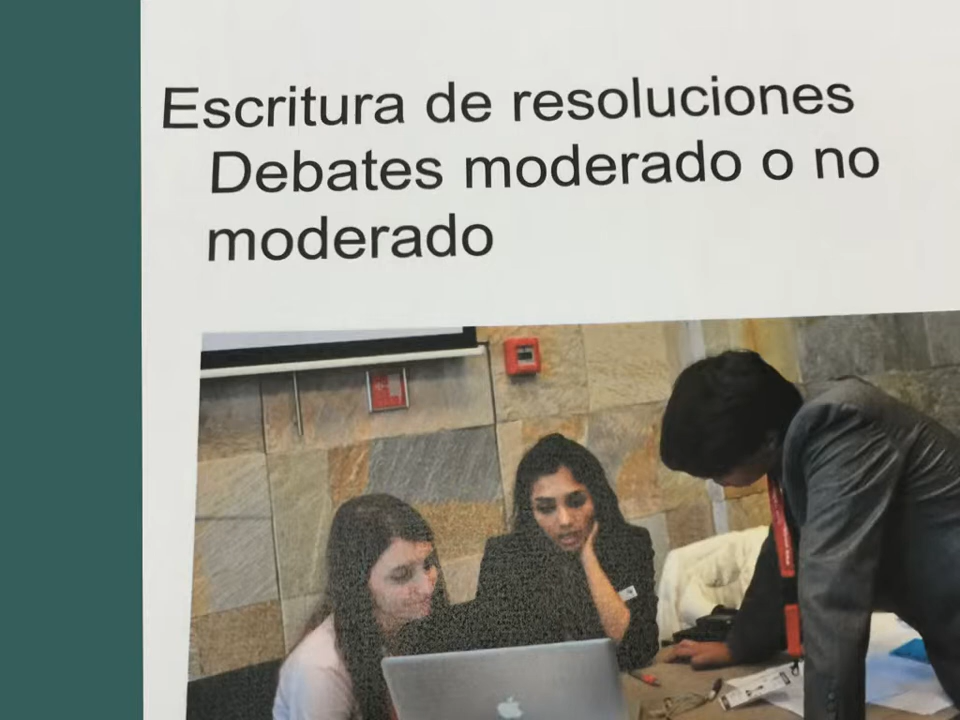 Escritura de resoluciones
Debates moderado o no
moderado